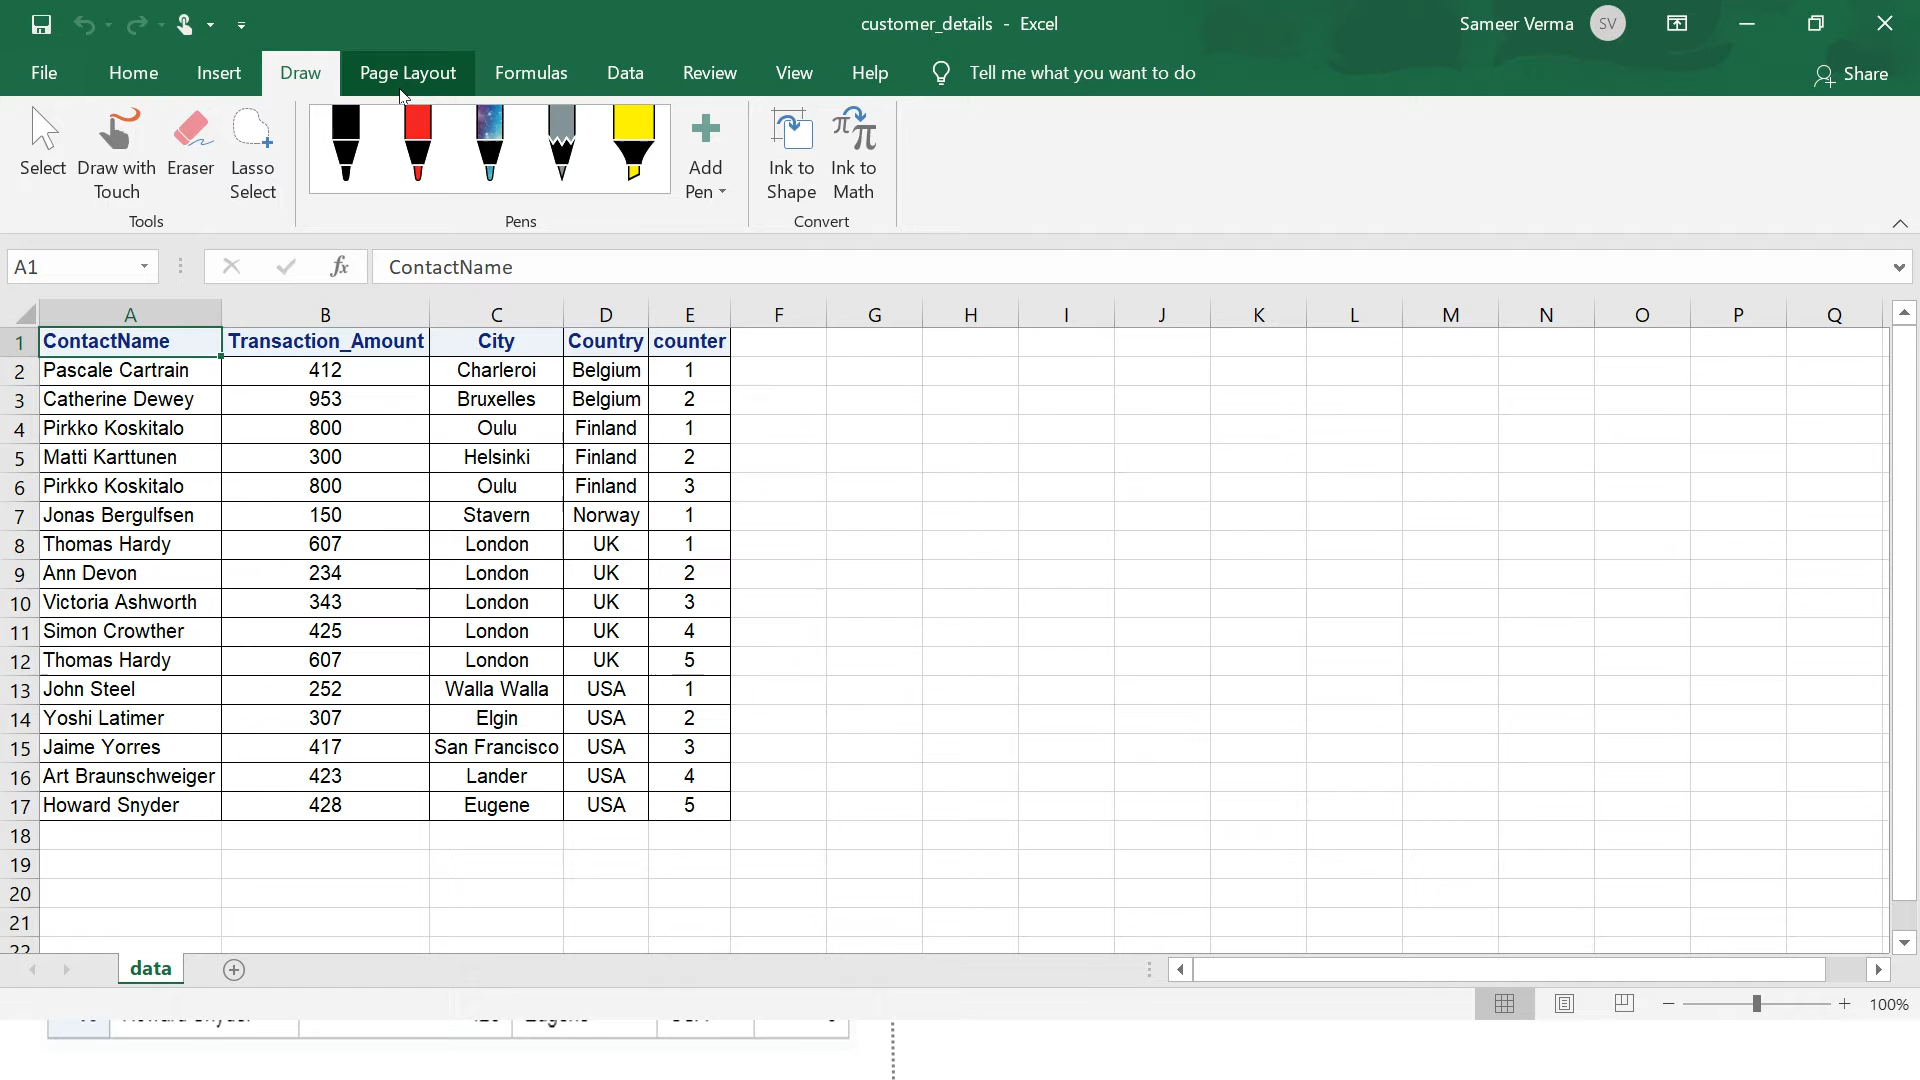 customer_details - Excel
Sameer Verma SV
File Home Insert Draw Page Layout Formulas Data Review View Help Tell me what you want to do Share
Select Draw with Touch Eraser Lasso Select
Add Pen
Ink to Shape Ink to Math
Tools Pens Convert
A1 fx ContactName
A B C D E F G H I J K L M N O P Q
1 ContactName Transaction_Amount City Country counter
2 Pascale Cartrain 412 Charleroi Belgium 1
3 Catherine Dewey 953 Bruxelles Belgium 2
4 Pirkko Koskitalo 800 Oulu Finland 1
5 Matti Karttunen 300 Helsinki Finland 2
6 Pirkko Koskitalo 800 Oulu Finland 3
7 Jonas Bergulfsen 150 Stavern Norway 1
8 Thomas Hardy 607 London UK 1
9 Ann Devon 234 London UK 2
10 Victoria Ashworth 343 London UK 3
11 Simon Crowther 425 London UK 4
12 Thomas Hardy 607 London UK 5
13 John Steel 252 Walla Walla USA 1
14 Yoshi Latimer 307 Elgin USA 2
15 Jaime Yorres 417 San Francisco USA 3
16 Art Braunschweiger 423 Lander USA 4
17 Howard Snyder 428 Eugene USA 5
18
19
20
21
22
data
100%